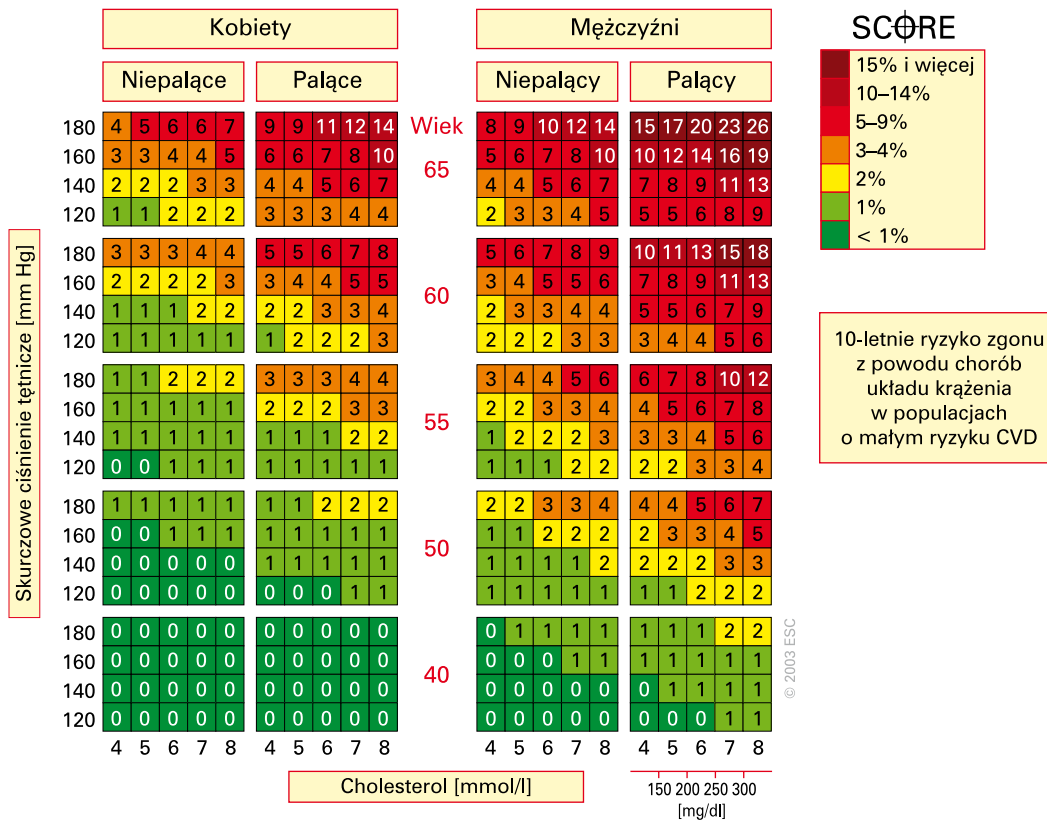 Kobiety Mężczyźni
Niepalące Palące Niepalący Palący
SCORE
15% i więcej
10–14%
5–9%
3–4%
2%
1%
< 1%
Skurczowe ciśnienie tętnicze [mm Hg]
Wiek
180 4 5 6 6 7 9 9 11 12 14 8 9 10 12 14 15 17 20 23 26
160 3 3 4 4 5 6 6 7 8 10 5 6 7 8 10 10 12 14 16 19
65
140 2 2 2 3 3 4 4 5 6 7 4 4 5 6 7 7 8 9 11 13
120 1 1 2 2 2 3 3 3 4 4 2 3 3 4 5 5 5 6 8 9
180 3 3 3 4 4 5 5 6 7 8 5 6 7 8 9 10 11 13 15 18
160 2 2 2 2 3 3 4 4 5 5 3 4 5 5 6 7 8 9 11 13
60
140 1 1 1 2 2 2 2 3 3 4 2 3 3 4 4 5 5 6 7 9
120 1 1 1 1 1 1 2 2 2 3 2 2 2 3 3 3 4 4 5 6
180 1 1 2 2 2 3 3 3 4 4 3 4 4 5 6 6 7 8 10 12
160 1 1 1 1 1 2 2 2 3 3 2 2 3 3 4 4 5 6 7 8
55
140 1 1 1 1 1 1 1 1 2 2 1 2 2 2 3 3 3 4 5 6
120 0 0 1 1 1 1 1 1 1 1 1 1 1 2 2 2 2 3 3 4
180 1 1 1 1 1 1 1 2 2 2 2 2 3 3 4 4 4 5 6 7
160 0 0 1 1 1 1 1 1 1 1 1 1 2 2 2 2 3 3 4 5
50
140 0 0 0 0 0 1 1 1 1 1 1 1 1 1 2 2 2 2 3 3
120 0 0 0 0 0 0 0 0 1 1 1 1 1 1 1 1 1 2 2 2
180 0 0 0 0 0 0 0 0 0 0 0 1 1 1 1 1 1 1 2 2
160 0 0 0 0 0 0 0 0 0 0 0 0 0 1 1 1 1 1 1 1
40
140 0 0 0 0 0 0 0 0 0 0 0 0 0 0 0 0 1 1 1 1
120 0 0 0 0 0 0 0 0 0 0 0 0 0 0 0 0 0 0 1 1
4 5 6 7 8 4 5 6 7 8 4 5 6 7 8 4 5 6 7 8
Cholesterol [mmol/l]
150 200 250 300
[mg/dl]
10-letnie ryzyko zgonu
z powodu chorób
układu krążenia
w populacjach
o małym ryzyku CVD
© 2003 ESC